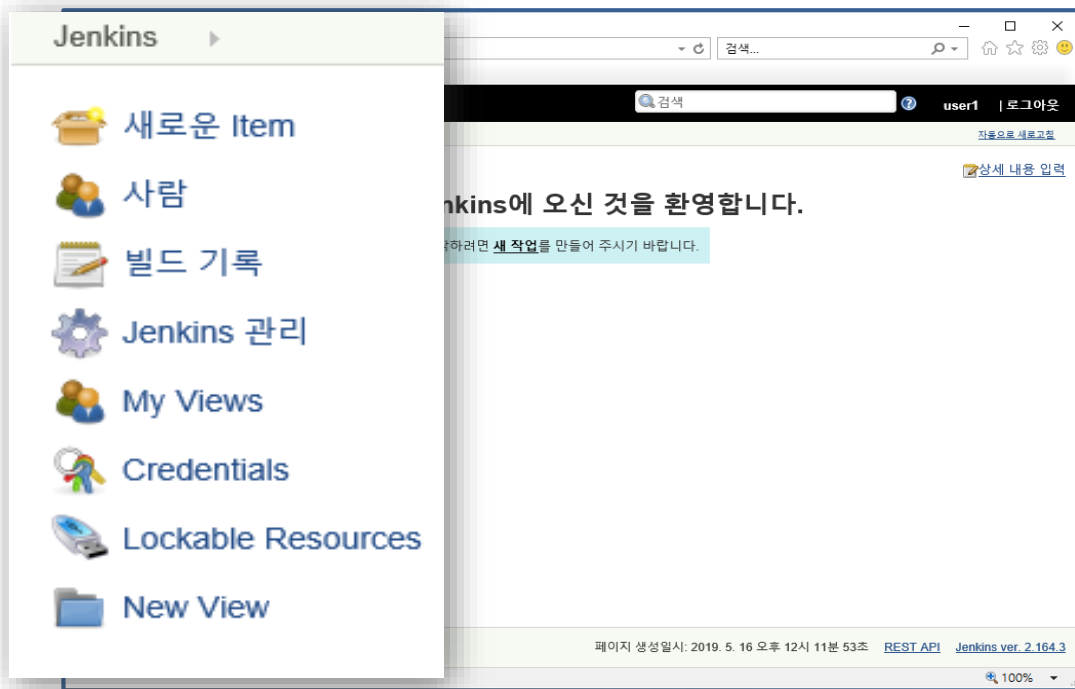 Jenkins
새로운 Item
사람
빌드 기록
Jenkins 관리
My Views
Credentials
Lockable Resources
New View
검색...
검색
user1 | 로그아웃
자동으로 새로고침
상세 내용 입력
nkins에 오신 것을 환영합니다.
하려면 새 작업를 만들어 주시기 바랍니다.
페이지 생성일시: 2019. 5. 16 오후 12시 11분 53초 REST API Jenkins ver. 2.164.3
100%